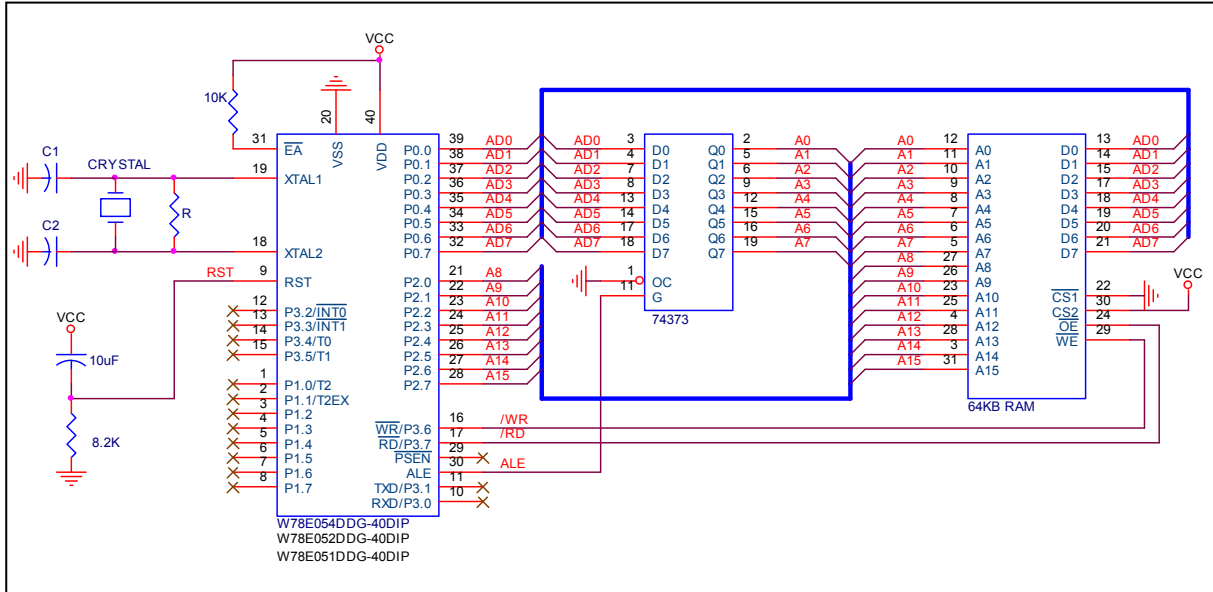 VCC
10K
20
40
VSS
VDD
31
EA
C1
CRYSTAL
19
XTAL1
R
C2
18
XTAL2
RST
9
RST
VCC
10uF
8.2K
12 P3.2/INT0
13 P3.3/INT1
14 P3.4/T0
15 P3.5/T1
1 P1.0/T2
2 P1.1/T2EX
3 P1.2
4 P1.3
5 P1.4
6 P1.5
7 P1.6
8 P1.7
P0.0 39 AD0
P0.1 38 AD1
P0.2 37 AD2
P0.3 36 AD3
P0.4 35 AD4
P0.5 34 AD5
P0.6 33 AD6
P0.7 32 AD7
P2.0 21 A8
P2.1 22 A9
P2.2 23 A10
P2.3 24 A11
P2.4 25 A12
P2.5 26 A13
P2.6 27 A14
P2.7 28 A15
WR/P3.6 16 /WR
RD/P3.7 17 /RD
PSEN 29
ALE 30 ALE
TXD/P3.1 11
RXD/P3.0 10
W78E054DDG-40DIP
W78E052DDG-40DIP
W78E051DDG-40DIP
AD0 3 D0 Q0 2 A0
AD1 4 D1 Q1 5 A1
AD2 7 D2 Q2 6 A2
AD3 8 D3 Q3 9 A3
AD4 13 D4 Q4 12 A4
AD5 14 D5 Q5 15 A5
AD6 17 D6 Q6 16 A6
AD7 18 D7 Q7 19 A7
1 OC
11 G
74373
A0 12 A0 D0 13 AD0
A1 11 A1 D1 14 AD1
A2 10 A2 D2 15 AD2
A3 9 A3 D3 17 AD3
A4 8 A4 D4 18 AD4
A5 7 A5 D5 19 AD5
A6 6 A6 D6 20 AD6
A7 5 A7 D7 21 AD7
A8 27 A8
A9 26 A9
A10 23 A10 CS1 22
A11 25 A11 CS2 30 VCC
A12 4 A12 OE 24
A13 28 A13 WE 29
A14 3 A14
A15 31 A15
64KB RAM